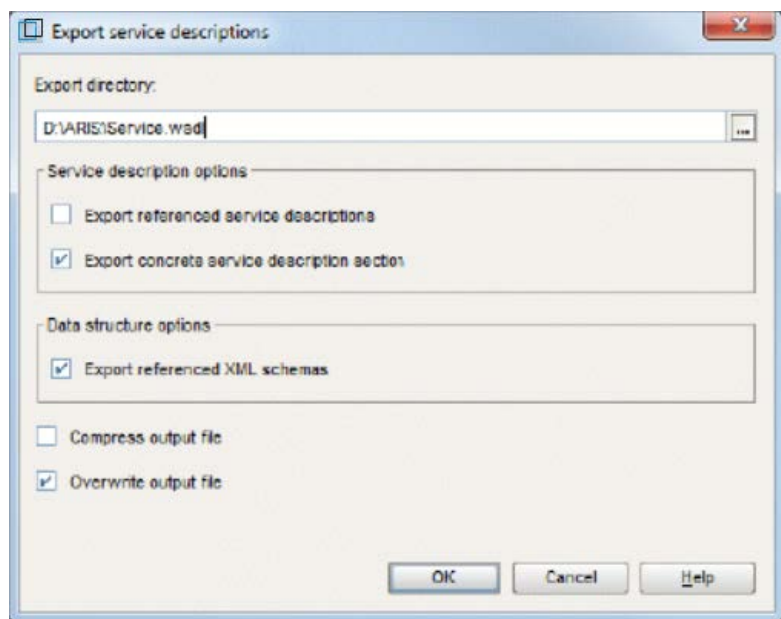 Export service descriptions
Export directory:
D:\ARIS\Service.wsdl
...
Service description options
Export referenced service descriptions
Export concrete service description section
Data structure options
Export referenced XML schemas
Compress output file
Overwrite output file
OK
Cancel
Help